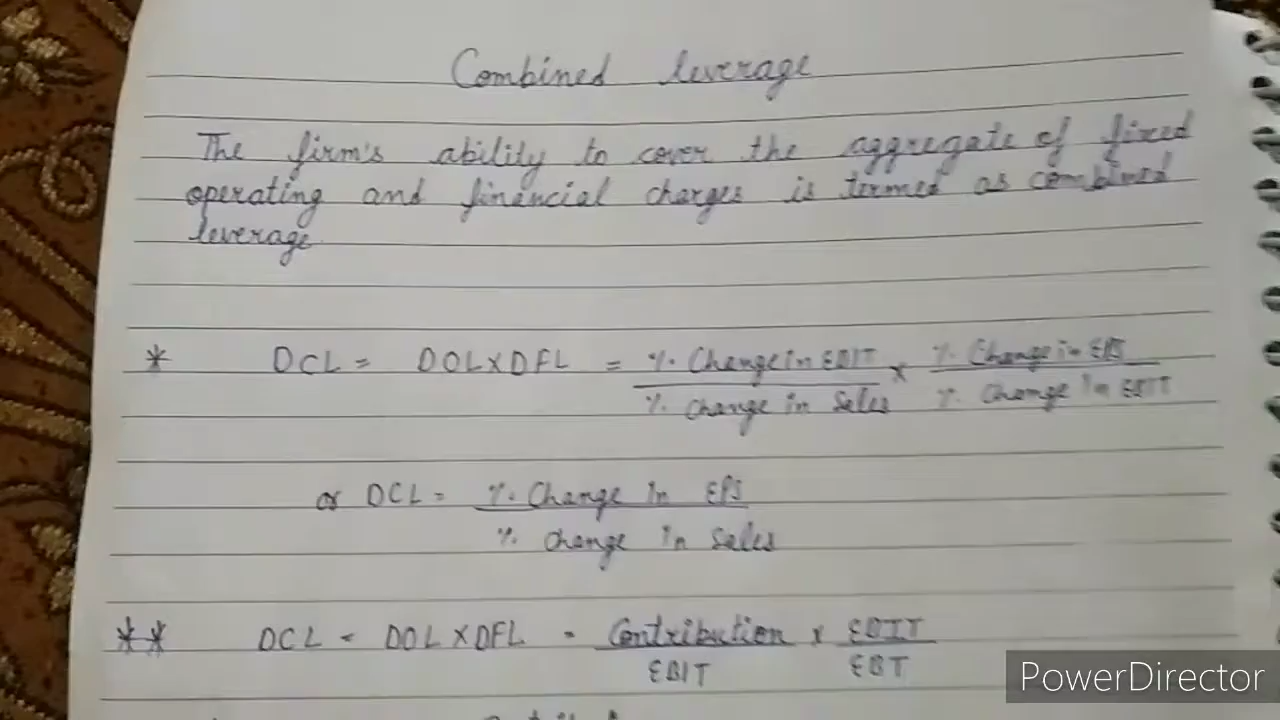 Combined leverage
The firm's ability to cover the aggregate of fixed
operating and financial charges is termed as combined
leverage
* DCL = DOL X DFL = % Change in EBIT x % Change in EPS
% Change in Sales % Change in EBIT
or DCL = % Change in EPS
% Change in Sales
** DCL = DOL X DFL = Contribution x EBIT
EBIT EBT
PowerDirector